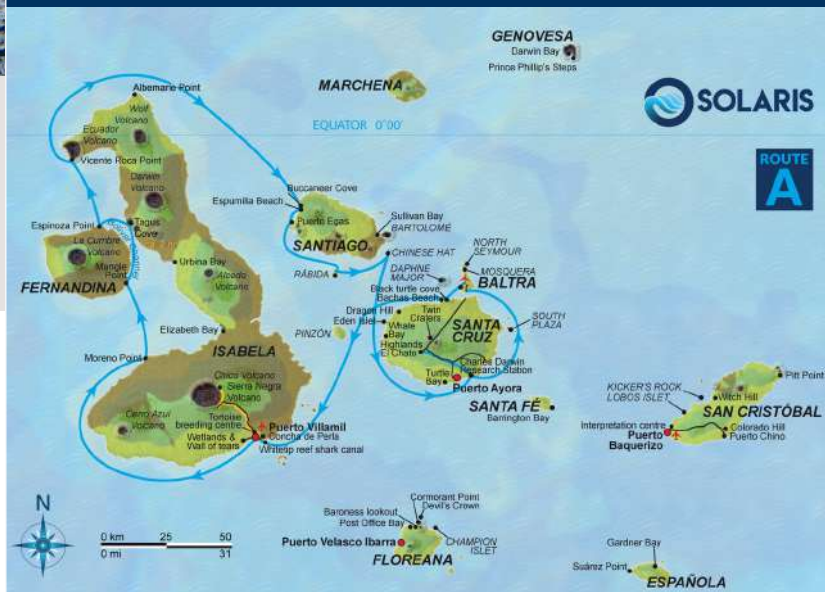 GENOVESA
Darwin Bay
Prince Phillip's Steps
MARCHENA
SOLARIS
EQUATOR 0°00'
ROUTE
A
Albemarle Point
Wolf
Volcano
Ecuador
Volcano
Vicente Roca Point
Darwin
Volcano
Buccaneer Cove
Espumilla Beach
Puerto Egas
Sullivan Bay
BARTOLOMÉ
SANTIAGO
CHINESE HAT
RÁBIDA
Espinoza Point
Tagus
Cove
La Cumbre
Volcano
Mangle
Point
FERNANDINA
Urbina Bay
Alcedo
Volcano
Elizabeth Bay
ISABELA
Moreno Point
NORTH
SEYMOUR
MOSQUERA
DAPHNE
MAJOR
BALTRA
Black turtle cove
Bachas Beach
Dragon Hill
Eden Islet
Twin
Craters
Whale
Bay
Highlands
El Chato
SANTA
CRUZ
SOUTH
PLAZA
PINZÓN
Charles Darwin
Research Station
Turtle
Bay
Puerto Ayora
SANTA FÉ
Barrington Bay
Chico Volcano
Sierra Negra
Volcano
Cerro Azul
Volcano
Tortoise
breeding centre
Puerto Villamil
Concha de Perla
Wetlands &
Wall of tears
Whitetip reef shark canal
Pitt Point
KICKER'S ROCK
LOBOS ISLET
Witch Hill
SAN CRISTÓBAL
Interpretation centre
Puerto
Baquerizo
Colorado Hill
Puerto Chino
Cormorant Point
Devil's Crown
Baroness lookout
Post Office Bay
CHAMPION
ISLET
Puerto Velasco Ibarra
FLOREANA
Gardner Bay
Suárez Point
ESPAÑOLA
N
0 km 25 50
0 mi 31